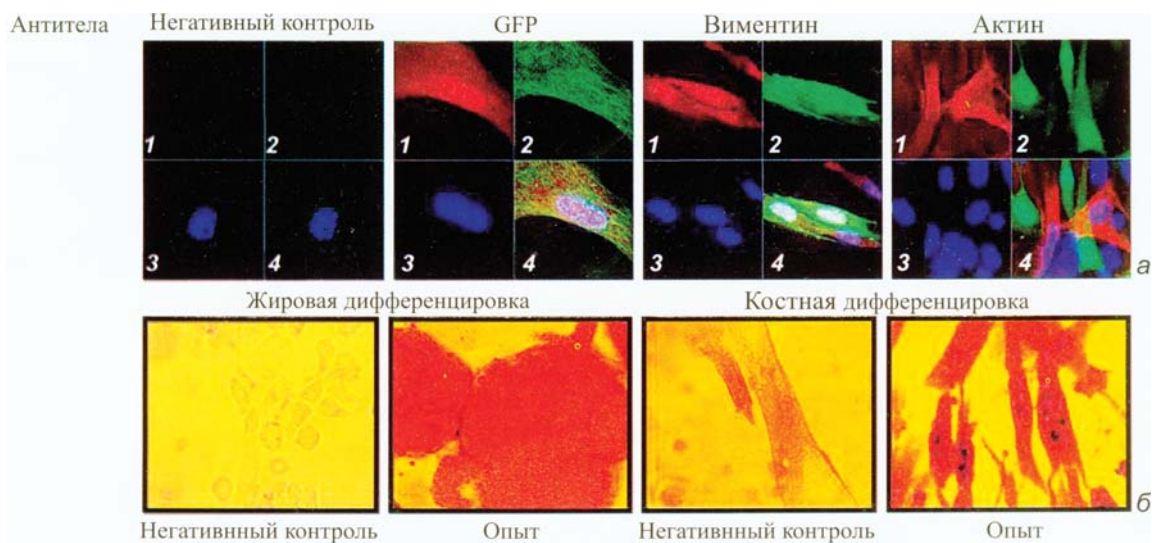 Антитела Негативный контроль GFP Виментин Актин
1 2 1 2 1 2 1 2
3 4 3 4 3 4 3 4
а
Жировая дифференцировка Костная дифференцировка
б
Негативнный контроль Опыт Негативнный контроль Опыт